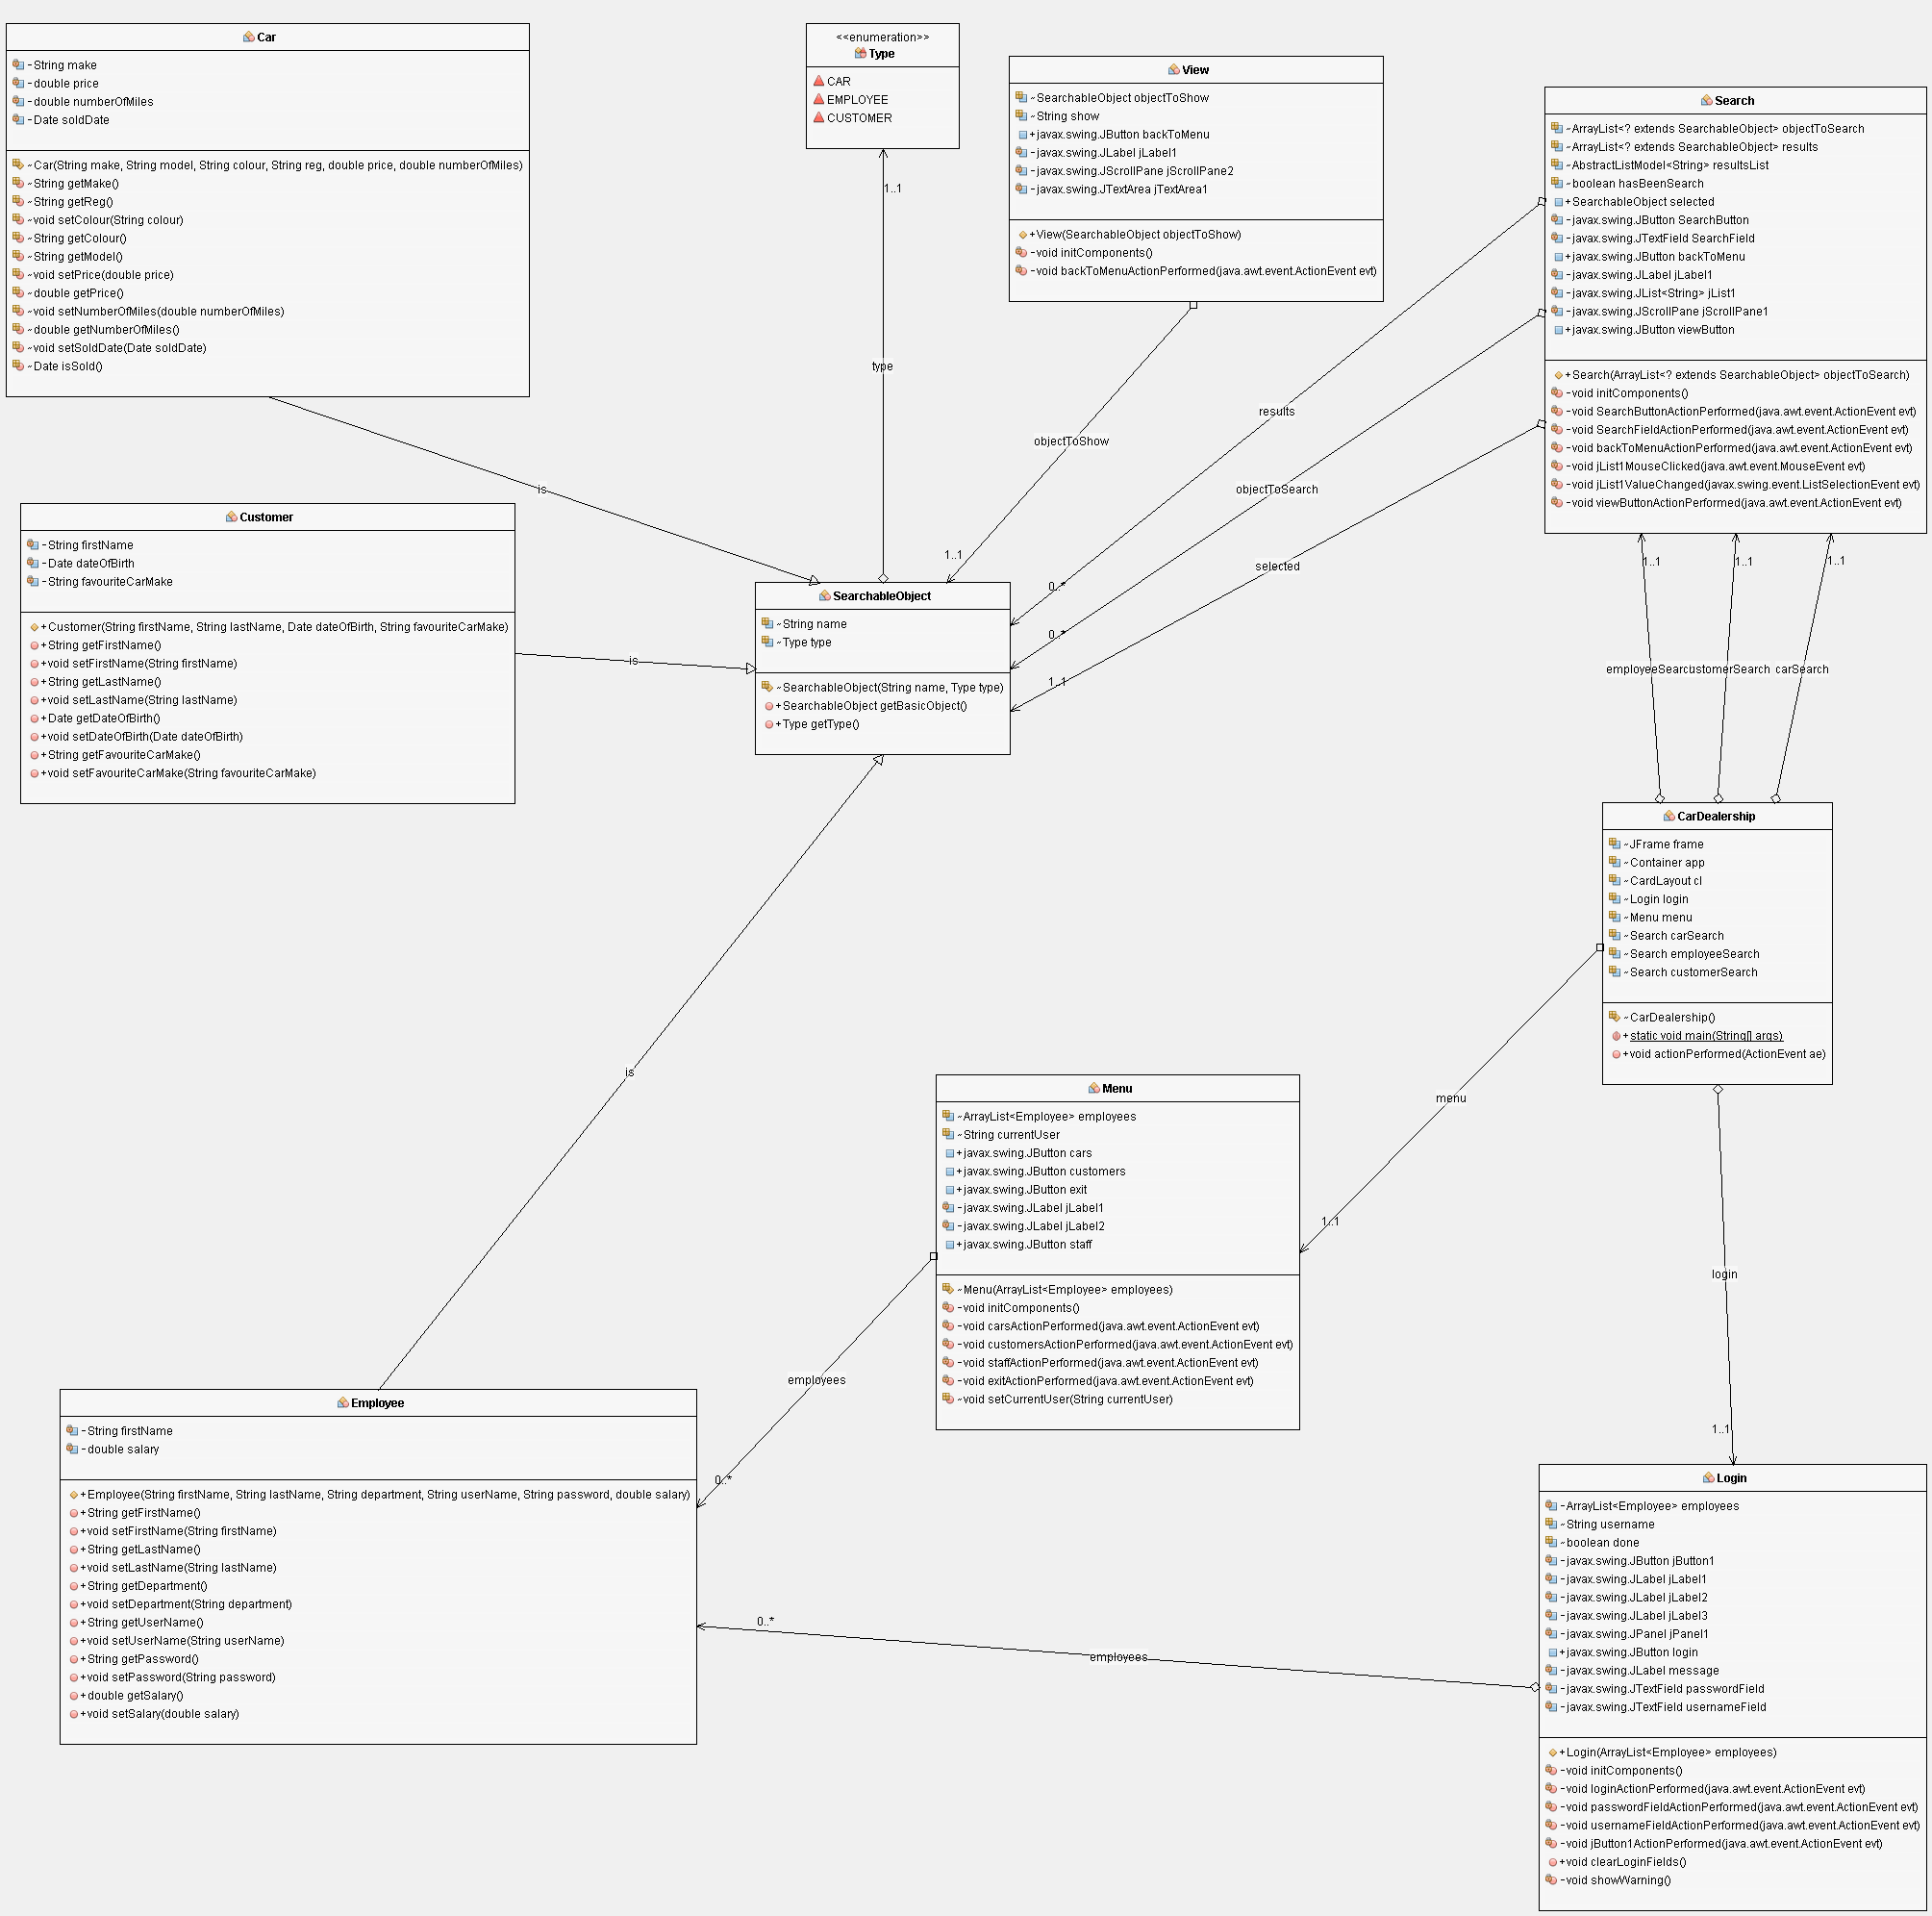 Car
-String make
-double price
-double numberOfMiles
-Date soldDate
~Car(String make, String model, String colour, String reg, double price, double numberOfMiles)
~String getMake()
~String getReg()
~void setColour(String colour)
~String getColour()
~String getModel()
~void setPrice(double price)
~double getPrice()
~void setNumberOfMiles(double numberOfMiles)
~double getNumberOfMiles()
~void setSoldDate(Date soldDate)
~Date isSold()
<<enumeration>>
Type
CAR
EMPLOYEE
CUSTOMER
View
~SearchableObject objectToShow
~String show
+javax.swing.JButton backToMenu
-javax.swing.JLabel jLabel1
-javax.swing.JScrollPane jScrollPane2
-javax.swing.JTextArea jTextArea1
+View(SearchableObject objectToShow)
-void initComponents()
-void backToMenuActionPerformed(java.awt.event.ActionEvent evt)
Search
~ArrayList<? extends SearchableObject> objectToSearch
~ArrayList<? extends SearchableObject> results
~AbstractListModel<String> resultsList
~boolean hasBeenSearch
+SearchableObject selected
-javax.swing.JButton SearchButton
-javax.swing.JTextField SearchField
+javax.swing.JButton backToMenu
-javax.swing.JLabel jLabel1
-javax.swing.JList<String> jList1
-javax.swing.JScrollPane jScrollPane1
+javax.swing.JButton viewButton
+Search(ArrayList<? extends SearchableObject> objectToSearch)
-void initComponents()
-void SearchButtonActionPerformed(java.awt.event.ActionEvent evt)
-void SearchFieldActionPerformed(java.awt.event.ActionEvent evt)
-void backToMenuActionPerformed(java.awt.event.ActionEvent evt)
-void jList1MouseClicked(java.awt.event.MouseEvent evt)
-void jList1ValueChanged(javax.swing.event.ListSelectionEvent evt)
-void viewButtonActionPerformed(java.awt.event.ActionEvent evt)
1..1
type
results
objectToShow
objectToSearch
selected
is
1..1
0..*
0..*
1..1
1..1
1..1
1..1
Customer
-String firstName
-Date dateOfBirth
-String favouriteCarMake
+Customer(String firstName, String lastName, Date dateOfBirth, String favouriteCarMake)
+String getFirstName()
+void setFirstName(String firstName)
+String getLastName()
+void setLastName(String lastName)
+Date getDateOfBirth()
+void setDateOfBirth(Date dateOfBirth)
+String getFavouriteCarMake()
+void setFavouriteCarMake(String favouriteCarMake)
is
SearchableObject
~String name
~Type type
~SearchableObject(String name, Type type)
+SearchableObject getBasicObject()
+Type getType()
employeeSearch
customerSearch
carSearch
CarDealership
~JFrame frame
~Container app
~CardLayout cl
~Login login
~Menu menu
~Search carSearch
~Search employeeSearch
~Search customerSearch
~CarDealership()
+static void main(String[] args)
+void actionPerformed(ActionEvent ae)
is
menu
1..1
login
1..1
Menu
~ArrayList<Employee> employees
~String currentUser
+javax.swing.JButton cars
+javax.swing.JButton customers
+javax.swing.JButton exit
-javax.swing.JLabel jLabel1
-javax.swing.JLabel jLabel2
+javax.swing.JButton staff
~Menu(ArrayList<Employee> employees)
-void initComponents()
-void carsActionPerformed(java.awt.event.ActionEvent evt)
-void customersActionPerformed(java.awt.event.ActionEvent evt)
-void staffActionPerformed(java.awt.event.ActionEvent evt)
-void exitActionPerformed(java.awt.event.ActionEvent evt)
~void setCurrentUser(String currentUser)
employees
0..*
Employee
-String firstName
-double salary
+Employee(String firstName, String lastName, String department, String userName, String password, double salary)
+String getFirstName()
+void setFirstName(String firstName)
+String getLastName()
+void setLastName(String lastName)
+String getDepartment()
+void setDepartment(String department)
+String getUserName()
+void setUserName(String userName)
+String getPassword()
+void setPassword(String password)
+double getSalary()
+void setSalary(double salary)
0..*
employees
Login
-ArrayList<Employee> employees
~String username
~boolean done
-javax.swing.JButton jButton1
-javax.swing.JLabel jLabel1
-javax.swing.JLabel jLabel2
-javax.swing.JLabel jLabel3
-javax.swing.JPanel jPanel1
+javax.swing.JButton login
-javax.swing.JLabel message
-javax.swing.JTextField passwordField
-javax.swing.JTextField usernameField
+Login(ArrayList<Employee> employees)
-void initComponents()
-void loginActionPerformed(java.awt.event.ActionEvent evt)
-void passwordFieldActionPerformed(java.awt.event.ActionEvent evt)
-void usernameFieldActionPerformed(java.awt.event.ActionEvent evt)
-void jButton1ActionPerformed(java.awt.event.ActionEvent evt)
+void clearLoginFields()
-void showWarning()